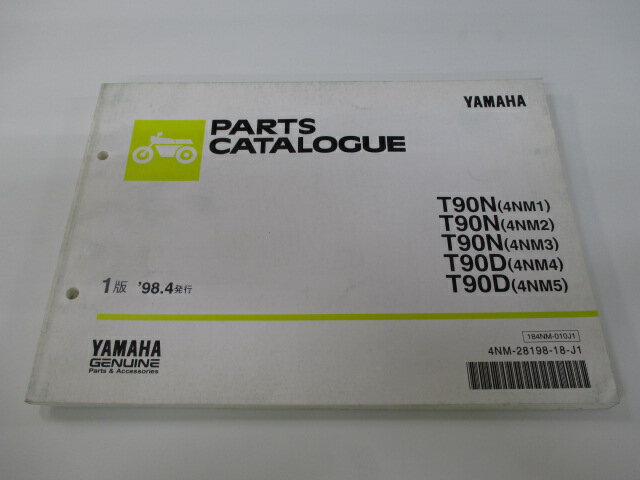 YAMAHA
PARTS
CATALOGUE
T90N(4NM1)
T90N(4NM2)
T90N(4NM3)
T90D(4NM4)
T90D(4NM5)
1版 '98.4発行
184NM-010J1
4NM-28198-18-J1
YAMAHA
GENUINE
Parts & Accessories